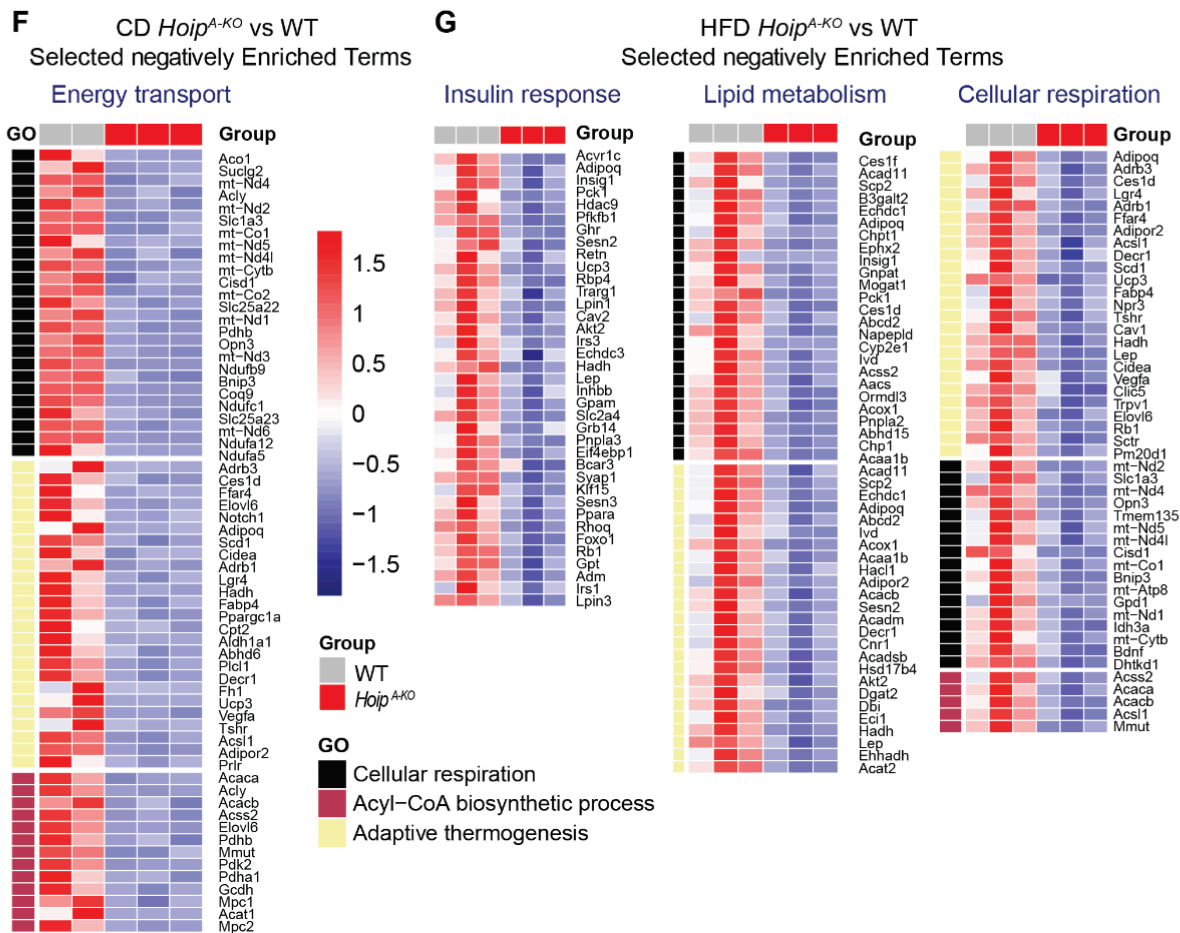 F
CD Hoip^A-KO vs WT
Selected negatively Enriched Terms
Energy transport
GO
Group
Aco1
Suclg2
mt−Nd4
Acly
mt−Nd2
Slc1a3
mt−Co1
mt−Nd5
mt−Nd4l
mt−Cytb
Cisd1
mt−Co2
Slc25a22
mt−Nd1
Pdhb
Opn3
mt−Nd3
Ndufb9
Bnip3
Coq9
Ndufc1
Slc25a23
mt−Nd6
Ndufa12
Ndufa5
Adrb3
Ces1d
Ffar4
Elovl6
Notch1
Adipoq
Scd1
Cidea
Adrb1
Lgr4
Hadh
Fabp4
Ppargc1a
Cpt2
Aldh1a1
Abhd6
Plcl1
Decr1
Fh1
Ucp3
Vegfa
Tshr
Acsl1
Adipor2
Prlr
Acaca
Acly
Acacb
Acss2
Elovl6
Pdhb
Mmut
Pdk2
Pdha1
Gcdh
Mpc1
Acat1
Mpc2
1.5
1
0.5
0
−0.5
−1
−1.5
Group
WT
Hoip^A-KO
GO
Cellular respiration
Acyl−CoA biosynthetic process
Adaptive thermogenesis
G
HFD Hoip^A-KO vs WT
Selected negatively Enriched Terms
Insulin response
Group
Acvr1c
Adipoq
Insig1
Pck1
Hdac9
Pfkfb1
Ghr
Sesn2
Retn
Ucp3
Rbp4
Trarg1
Lpin1
Cav2
Akt2
Irs3
Echdc3
Hadh
Lep
Inhbb
Gpam
Slc2a4
Grb14
Pnpla3
Eif4ebp1
Bcar3
Syap1
Klf15
Sesn3
Ppara
Rhoq
Foxo1
Rb1
Gpt
Adm
Irs1
Lpin3
Lipid metabolism
Group
Ces1f
Acad11
Scp2
B3galt2
Echdc1
Adipoq
Chpt1
Ephx2
Insig1
Gnpat
Mogat1
Pck1
Ces1d
Abcd2
Napepld
Cyp2e1
Ivd
Acss2
Aacs
Ormdl3
Acox1
Pnpla2
Abhd15
Chp1
Acaa1b
Acad11
Scp2
Echdc1
Adipoq
Abcd2
Ivd
Acox1
Acaa1b
Hacl1
Adipor2
Acacb
Sesn2
Acadm
Decr1
Cnr1
Acadsb
Hsd17b4
Akt2
Dgat2
Dbi
Eci1
Hadh
Lep
Ehhadh
Acat2
Cellular respiration
Group
Adipoq
Adrb3
Ces1d
Lgr4
Adrb1
Ffar4
Adipor2
Acsl1
Decr1
Scd1
Ucp3
Fabp4
Npr3
Tshr
Cav1
Hadh
Lep
Cidea
Vegfa
Clic5
Trpv1
Elovl6
Rb1
Sctr
Pm20d1
mt−Nd2
Slc1a3
mt−Nd4
Opn3
Tmem135
mt−Nd5
mt−Nd4l
Cisd1
mt−Co1
Bnip3
mt−Atp8
Gpd1
mt−Nd1
Idh3a
mt−Cytb
Bdnf
Dhtkd1
Acss2
Acaca
Acacb
Acsl1
Mmut